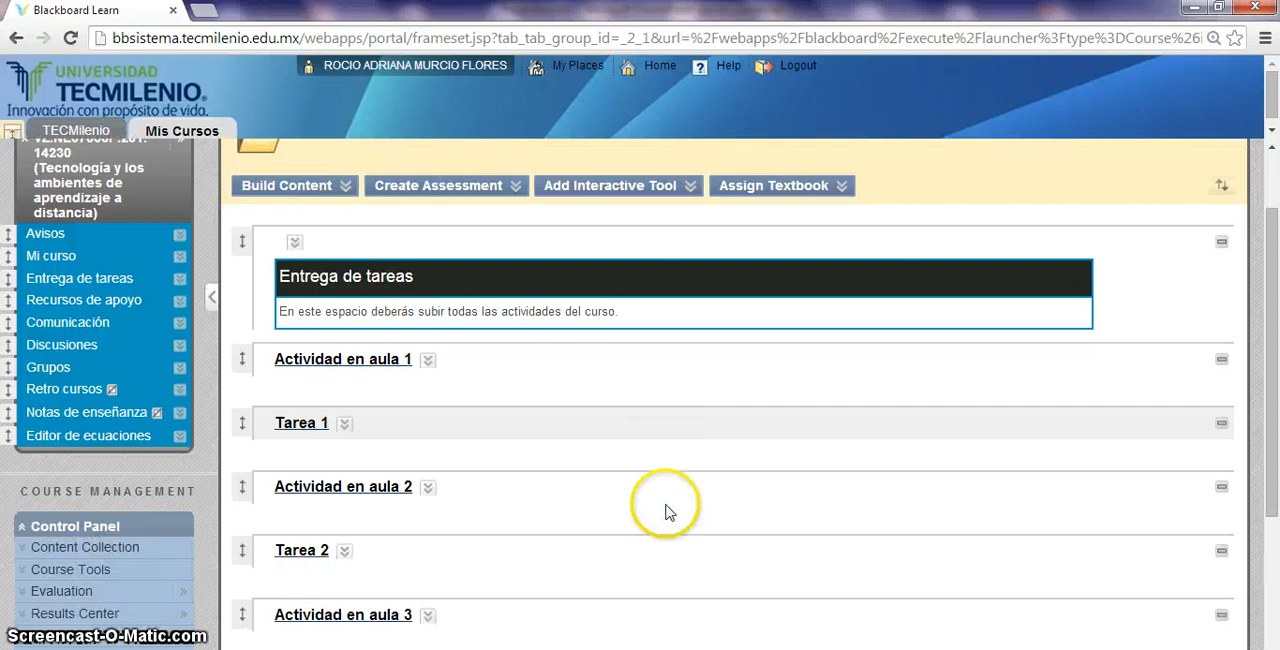 Blackboard Learn
bbsistema.tecmilenio.edu.mx/webapps/portal/frameset.jsp?tab_tab_group_id=_2_1&url=%2Fwebapps%2Fblackboard%2Fexecute%2Flauncher%3Ftype%3DCourse%26i
UNIVERSIDAD
TECMILENIO.
Innovación con propósito de vida.
ROCIO ADRIANA MURCIO FLORES
My Places
Home
Help
Logout
TECMilenio
Mis Cursos
14230
(Tecnología y los
ambientes de
aprendizaje a
distancia)
Avisos
Mi curso
Entrega de tareas
Recursos de apoyo
Comunicación
Discusiones
Grupos
Retro cursos
Notas de enseñanza
Editor de ecuaciones
COURSE MANAGEMENT
Control Panel
Content Collection
Course Tools
Evaluation
Results Center
Build Content
Create Assessment
Add Interactive Tool
Assign Textbook
Entrega de tareas
En este espacio deberás subir todas las actividades del curso.
Actividad en aula 1
Tarea 1
Actividad en aula 2
Tarea 2
Actividad en aula 3
Screencast-O-Matic.com